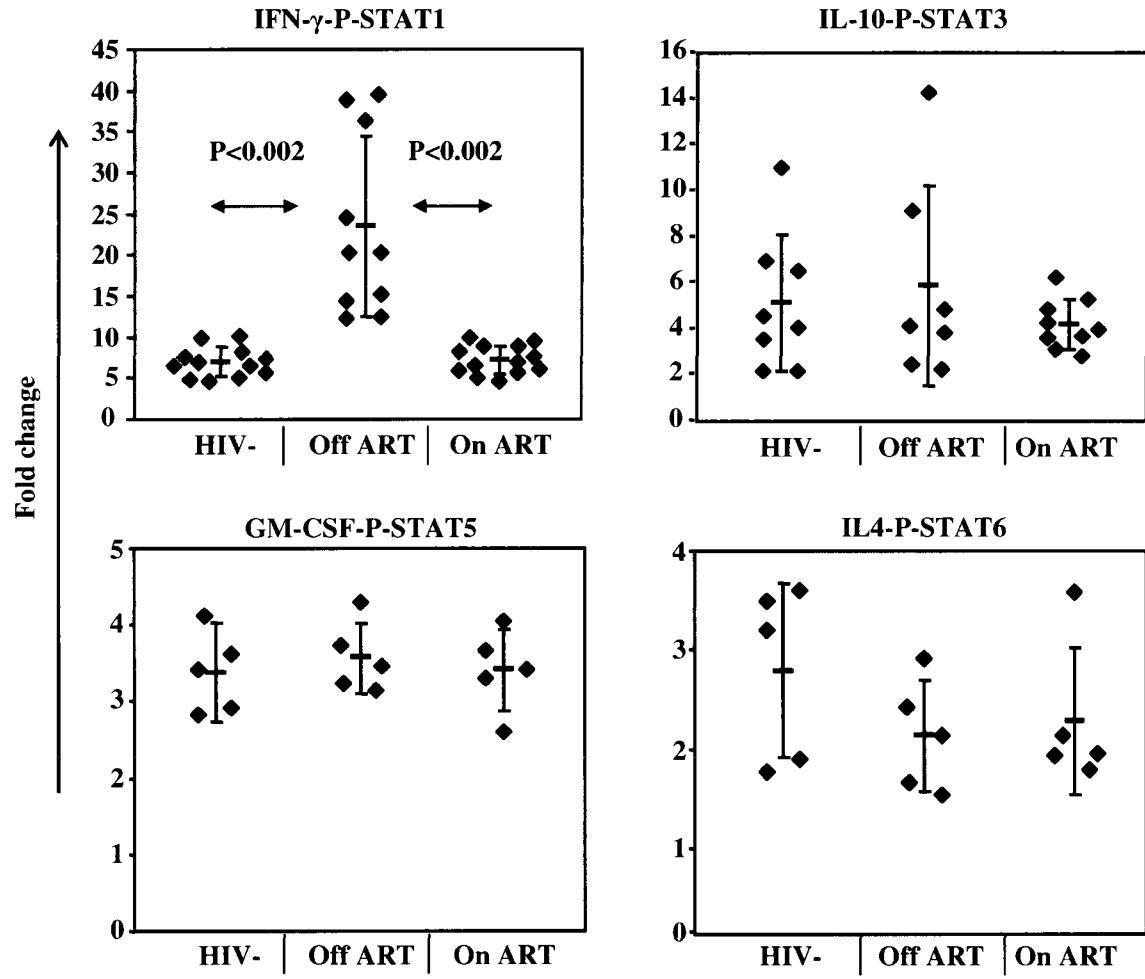 IFN-γ-P-STAT1
45
40
35
30
25
20
15
10
5
0
P<0.002
P<0.002
HIV-
Off ART
On ART
IL-10-P-STAT3
16
14
12
10
8
6
4
2
0
HIV-
Off ART
On ART
Fold change
GM-CSF-P-STAT5
5
4
3
2
1
0
HIV-
Off ART
On ART
IL4-P-STAT6
4
3
2
1
0
HIV-
Off ART
On ART